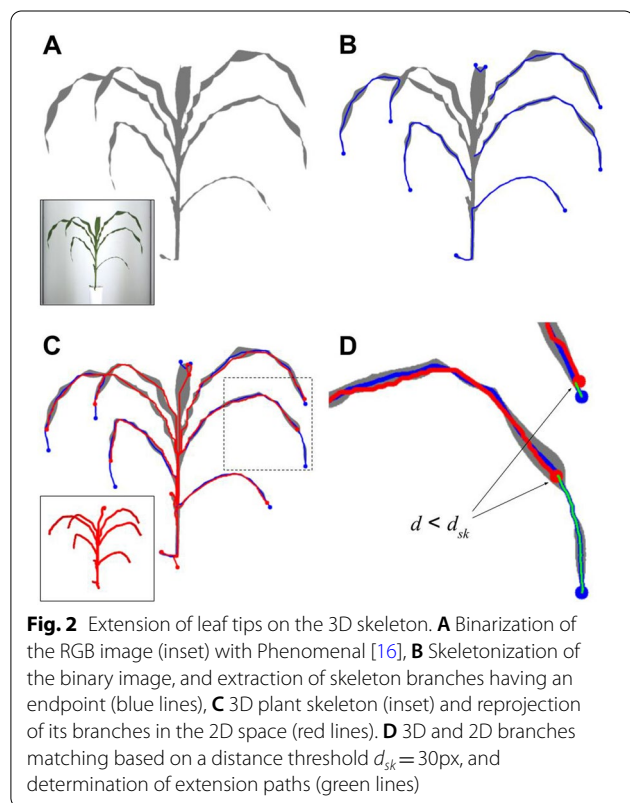 A
B
C
D
d < d_sk
Fig. 2 Extension of leaf tips on the 3D skeleton. A Binarization of
the RGB image (inset) with Phenomenal [16], B Skeletonization of
the binary image, and extraction of skeleton branches having an
endpoint (blue lines), C 3D plant skeleton (inset) and reprojection
of its branches in the 2D space (red lines). D 3D and 2D branches
matching based on a distance threshold d_sk = 30px, and
determination of extension paths (green lines)